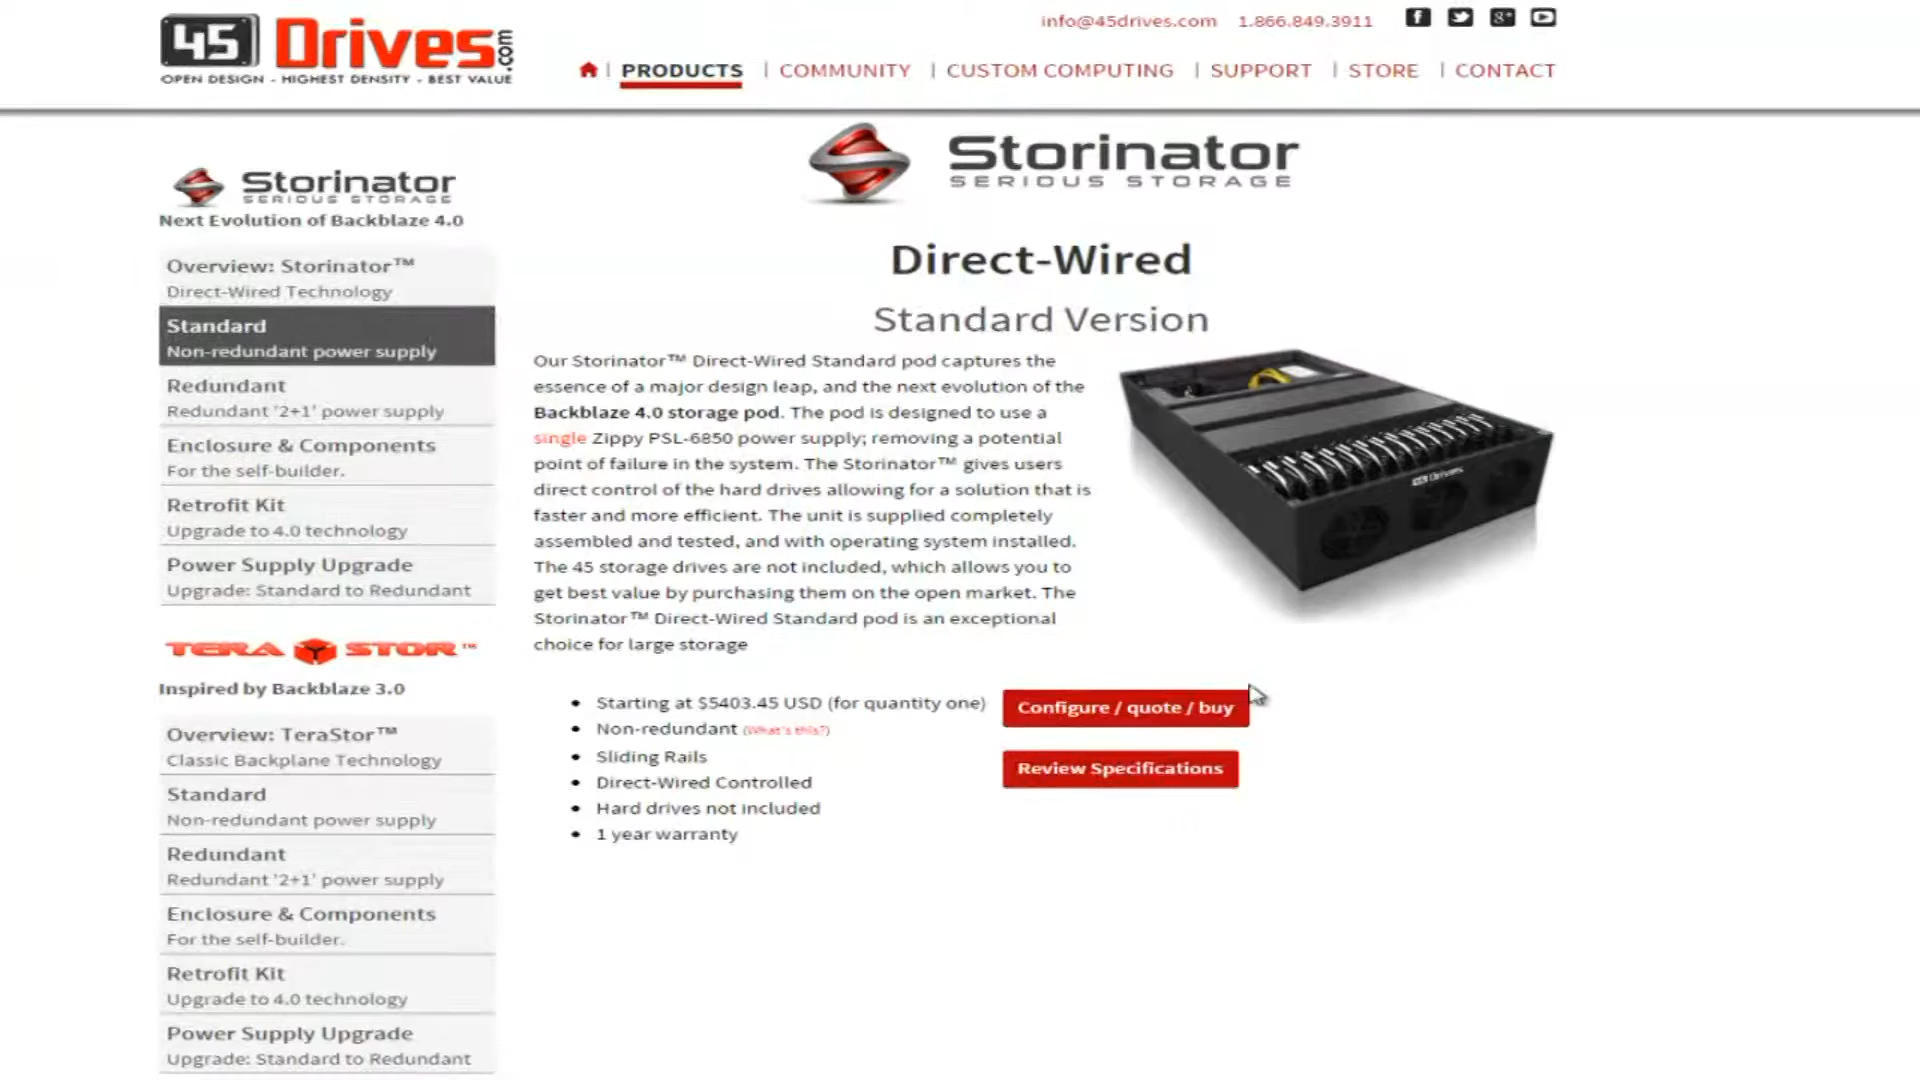 info@45drives.com 1.866.849.3911
45 Drives.com
OPEN DESIGN - HIGHEST DENSITY - BEST VALUE
PRODUCTS | COMMUNITY | CUSTOM COMPUTING | SUPPORT | STORE | CONTACT
Storinator
SERIOUS STORAGE
Next Evolution of Backblaze 4.0
Overview: Storinator™
Direct-Wired Technology
Standard
Non-redundant power supply
Redundant
Redundant '2+1' power supply
Enclosure & Components
For the self-builder.
Retrofit Kit
Upgrade to 4.0 technology
Power Supply Upgrade
Upgrade: Standard to Redundant
TERA STOR™
Inspired by Backblaze 3.0
Overview: TeraStor™
Classic Backplane Technology
Standard
Non-redundant power supply
Redundant
Redundant '2+1' power supply
Enclosure & Components
For the self-builder.
Retrofit Kit
Upgrade to 4.0 technology
Power Supply Upgrade
Upgrade: Standard to Redundant
Storinator
SERIOUS STORAGE
Direct-Wired
Standard Version
Our Storinator™ Direct-Wired Standard pod captures the
essence of a major design leap, and the next evolution of the
Backblaze 4.0 storage pod. The pod is designed to use a
single Zippy PSL-6850 power supply; removing a potential
point of failure in the system. The Storinator™ gives users
direct control of the hard drives allowing for a solution that is
faster and more efficient. The unit is supplied completely
assembled and tested, and with operating system installed.
The 45 storage drives are not included, which allows you to
get best value by purchasing them on the open market. The
Storinator™ Direct-Wired Standard pod is an exceptional
choice for large storage
45 Drives
• Starting at $5403.45 USD (for quantity one)
• Non-redundant (What's this?)
• Sliding Rails
• Direct-Wired Controlled
• Hard drives not included
• 1 year warranty
Configure / quote / buy
Review Specifications